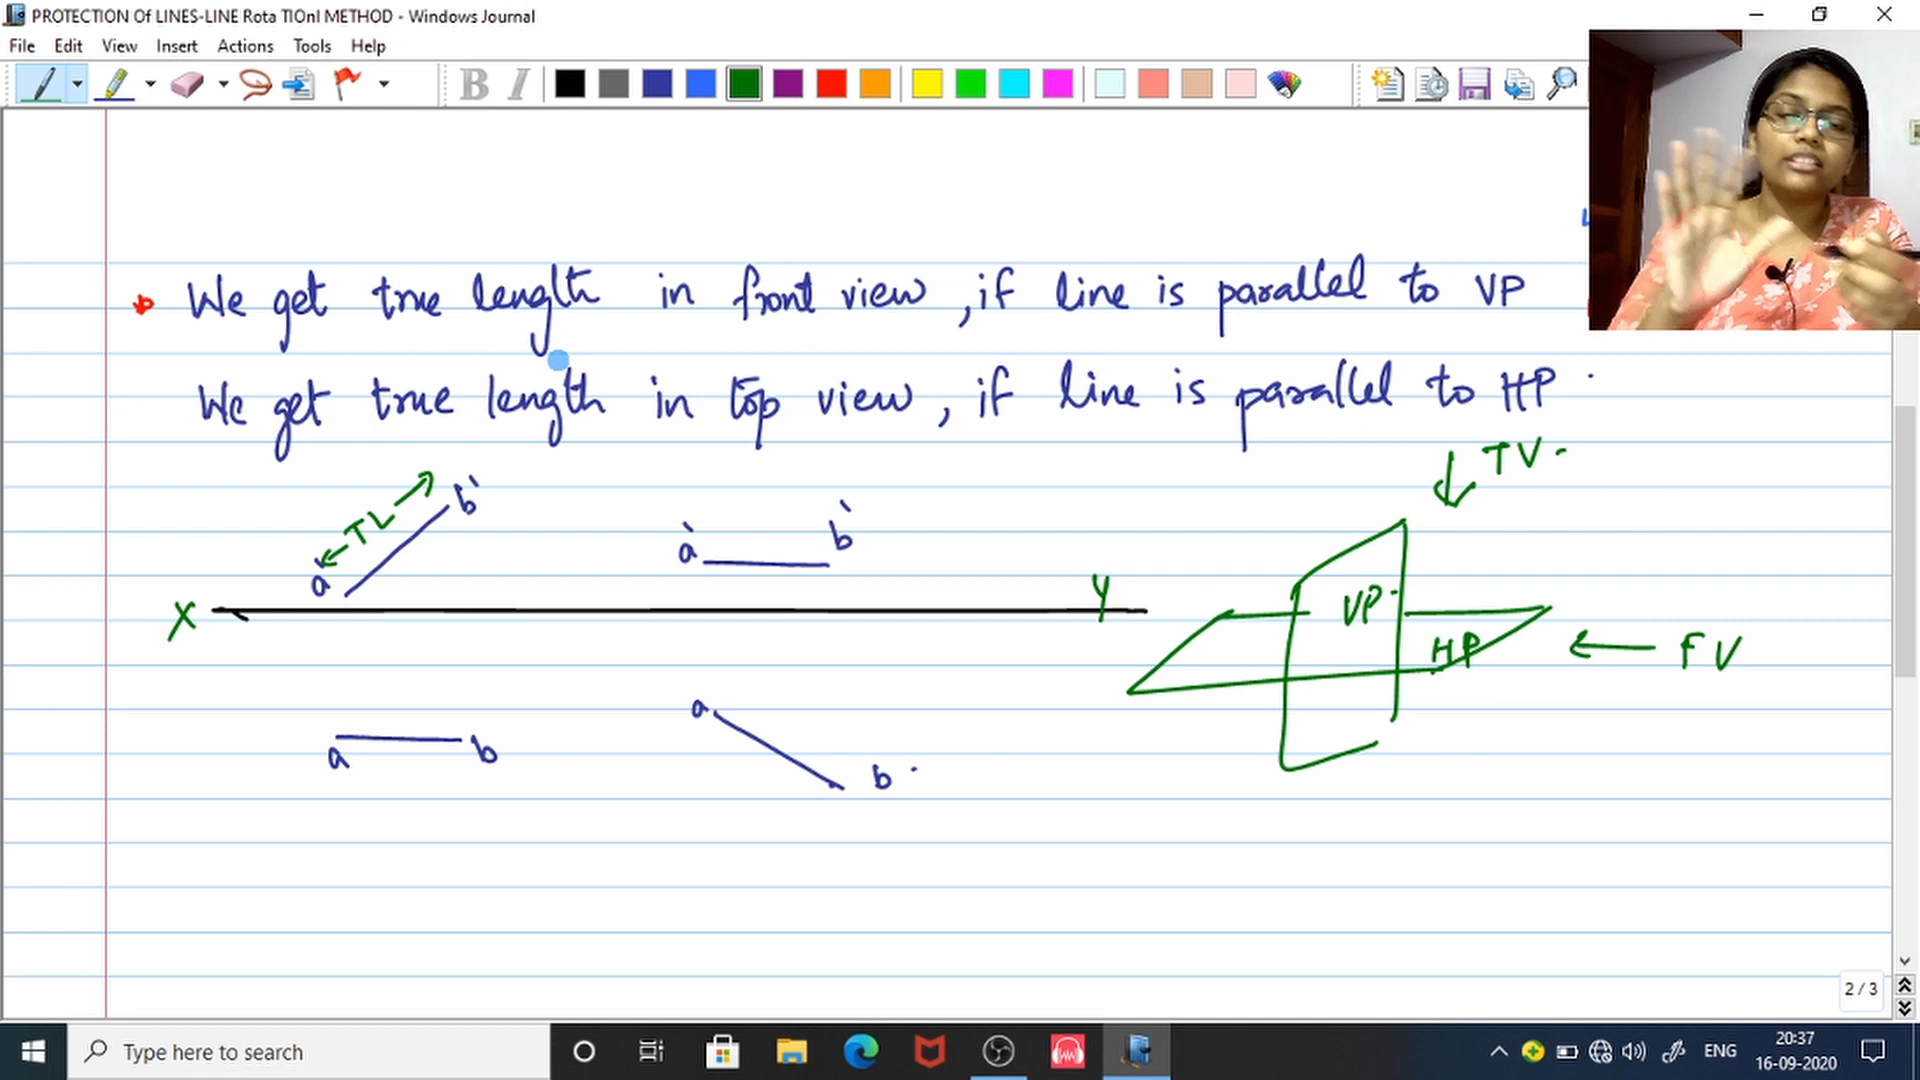 PROTECTION Of LINES-LINE Rota TIOnI METHOD - Windows Journal
File Edit View Insert Actions Tools Help
B I
We get true length in front view, if line is parallel to VP
We get true length in top view, if line is parallel to HP.
TV.
b'
TL
a
a' b'
X Y
VP.
HP
FV
a b
a
b.
2 / 3
Type here to search
ENG
20:37
16-09-2020